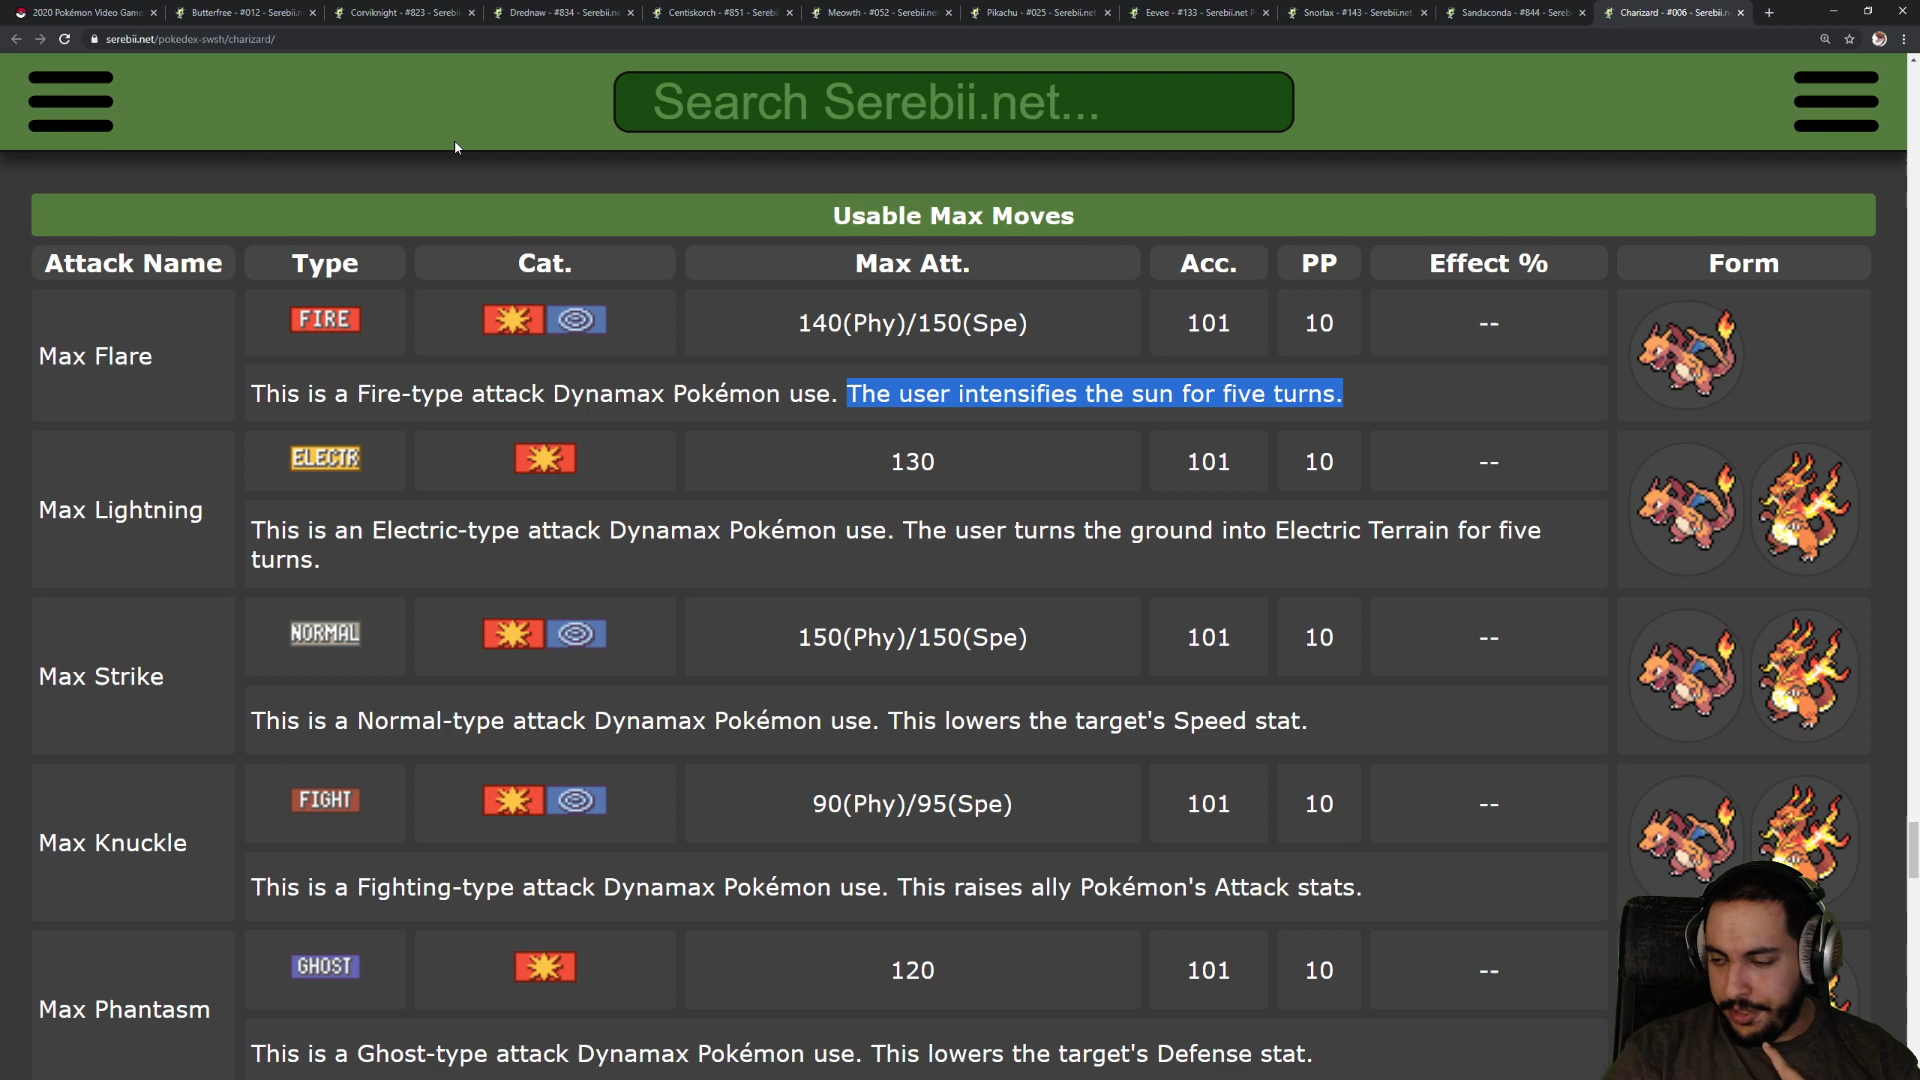 2020 Pokémon Video Game
Butterfree - #012 - Serebii.n
Corviknight - #823 - Serebii
Drednaw - #834 - Serebii.ne
Centiskorch - #851 - Serebii
Meowth - #052 - Serebii.ne
Pikachu - #025 - Serebii.net
Eevee - #133 - Serebii.net P
Snorlax - #143 - Serebii.net
Sandaconda - #844 - Sereb
Charizard - #006 - Serebii.n
serebii.net/pokedex-swsh/charizard/
Search Serebii.net...
Usable Max Moves
Attack Name Type Cat. Max Att. Acc. PP Effect % Form
Max Flare FIRE 140(Phy)/150(Spe) 101 10 --
This is a Fire-type attack Dynamax Pokémon use. The user intensifies the sun for five turns.
Max Lightning ELECTR 130 101 10 --
This is an Electric-type attack Dynamax Pokémon use. The user turns the ground into Electric Terrain for five
turns.
Max Strike NORMAL 150(Phy)/150(Spe) 101 10 --
This is a Normal-type attack Dynamax Pokémon use. This lowers the target's Speed stat.
Max Knuckle FIGHT 90(Phy)/95(Spe) 101 10 --
This is a Fighting-type attack Dynamax Pokémon use. This raises ally Pokémon's Attack stats.
Max Phantasm GHOST 120 101 10 --
This is a Ghost-type attack Dynamax Pokémon use. This lowers the target's Defense stat.